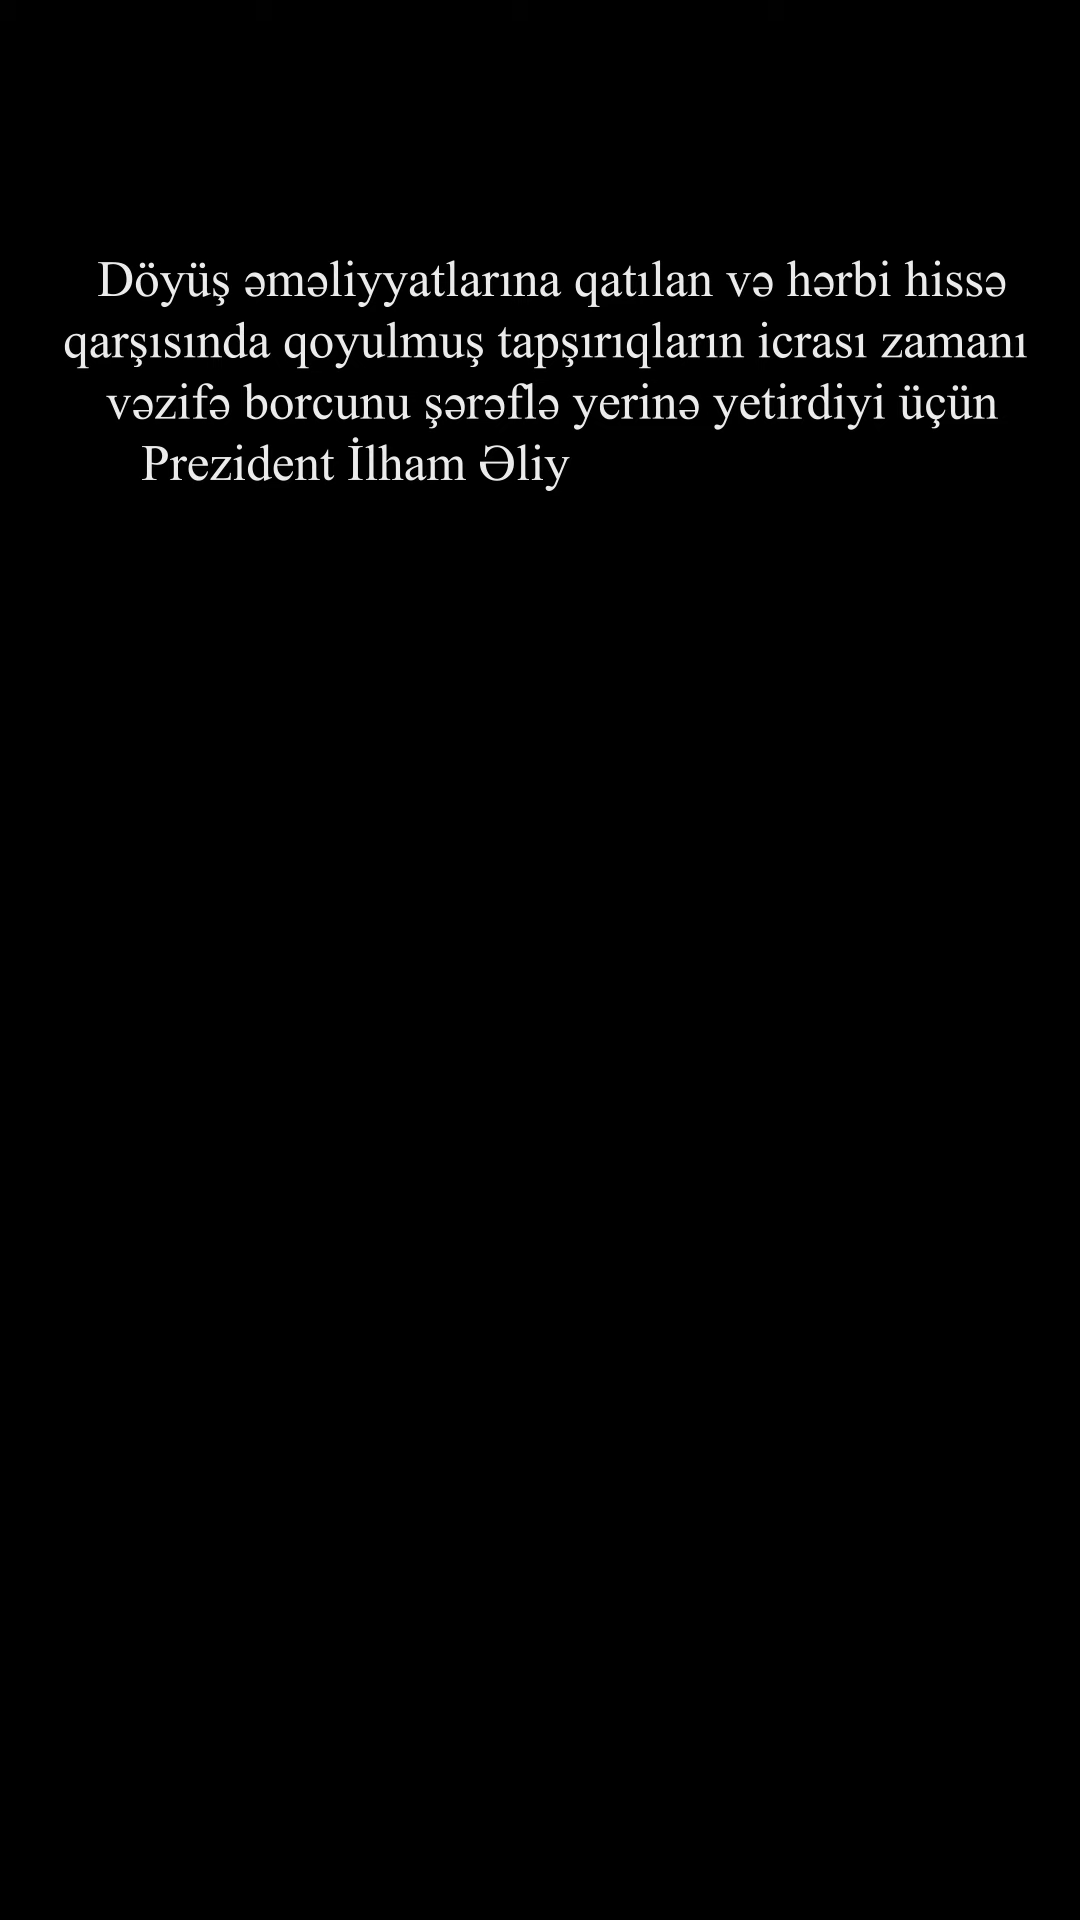 Döyüş əməliyyatlarına qatılan və hərbi hissə
qarşısında qoyulmuş tapşırıqların icrası zamanı
vəzifə borcunu şərəflə yerinə yetirdiyi üçün
Prezident İlham Əliy